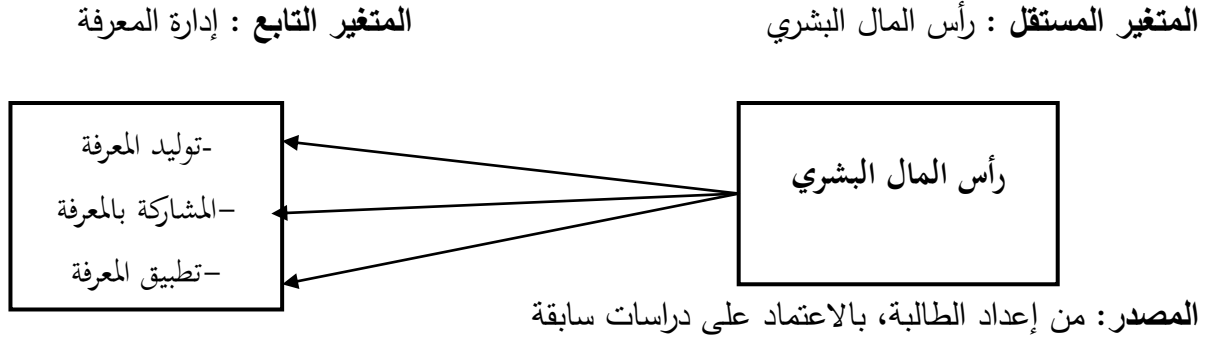 المتغير المستقل : رأس المال البشري
المتغير التابع : إدارة المعرفة
رأس المال البشري
-توليد المعرفة
–المشاركة بالمعرفة
–تطبيق المعرفة
المصدر: من إعداد الطالبة، بالاعتماد على دراسات سابقة